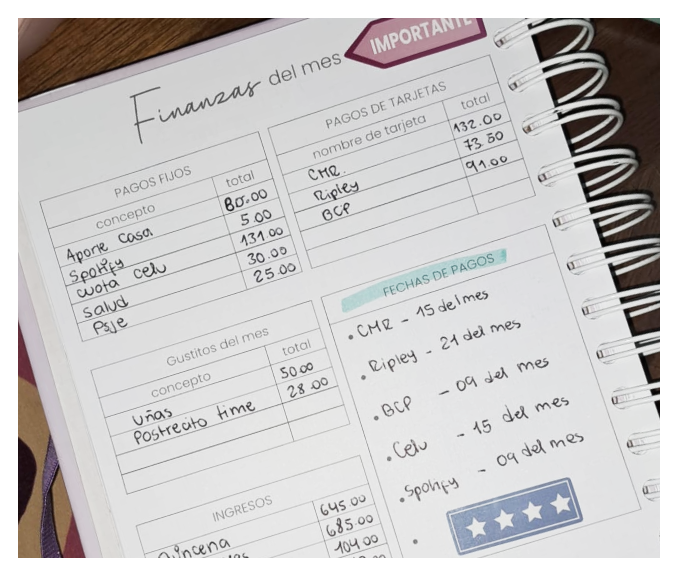 IMPORTANTE
Finanzas del mes
PAGOS FIJOS
concepto total
Aporte Casa 80.00
Spotify 5.00
cuota celu 131.00
salud 30.00
Psje 25.00
PAGOS DE TARJETAS
nombre de tarjeta total
CMR 132.00
Ripley 73.50
BCP 91.00
Gustitos del mes
concepto total
uñas 50.00
Postrecito time 28.00
FECHAS DE PAGOS
• CMR - 15 del mes
• Ripley - 21 del mes
• BCP - 09 del mes
• Celu - 15 del mes
• Spotify - 09 del mes
•
INGRESOS
Quincena 645.00
685.00
104.00